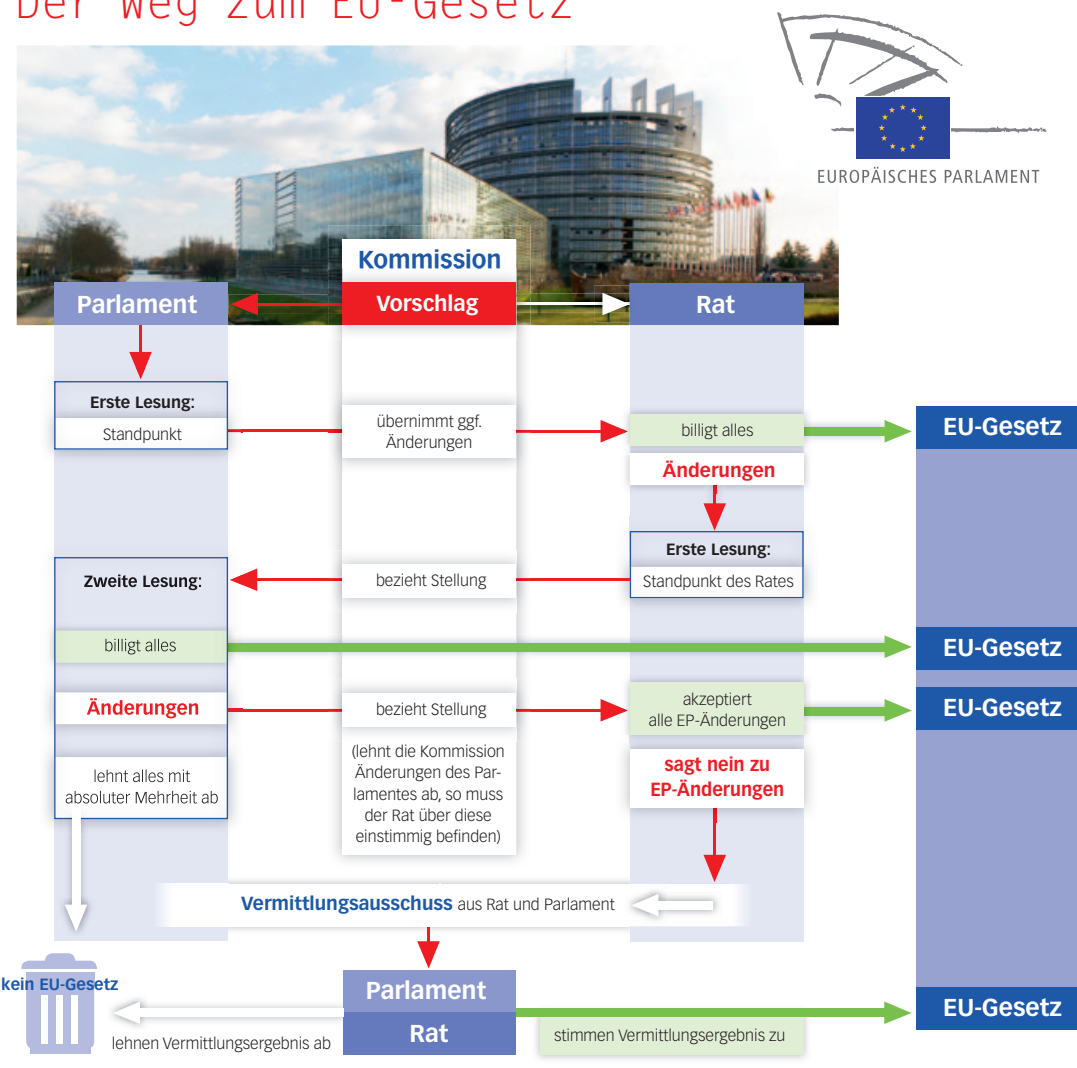 Der Weg zum EU-Gesetz
EUROPÄISCHES PARLAMENT
Kommission
Parlament
Vorschlag
Rat
Erste Lesung:
Standpunkt
übernimmt ggf.
Änderungen
billigt alles
EU-Gesetz
Änderungen
Erste Lesung:
Standpunkt des Rates
Zweite Lesung:
bezieht Stellung
billigt alles
EU-Gesetz
Änderungen
bezieht Stellung
akzeptiert
alle EP-Änderungen
EU-Gesetz
(lehnt die Kommission
Änderungen des Par-
lamentes ab, so muss
der Rat über diese
einstimmig befinden)
sagt nein zu
EP-Änderungen
lehnt alles mit
absoluter Mehrheit ab
Vermittlungsausschuss aus Rat und Parlament
kein EU-Gesetz
Parlament
Rat
lehnen Vermittlungsergebnis ab
stimmen Vermittlungsergebnis zu
EU-Gesetz